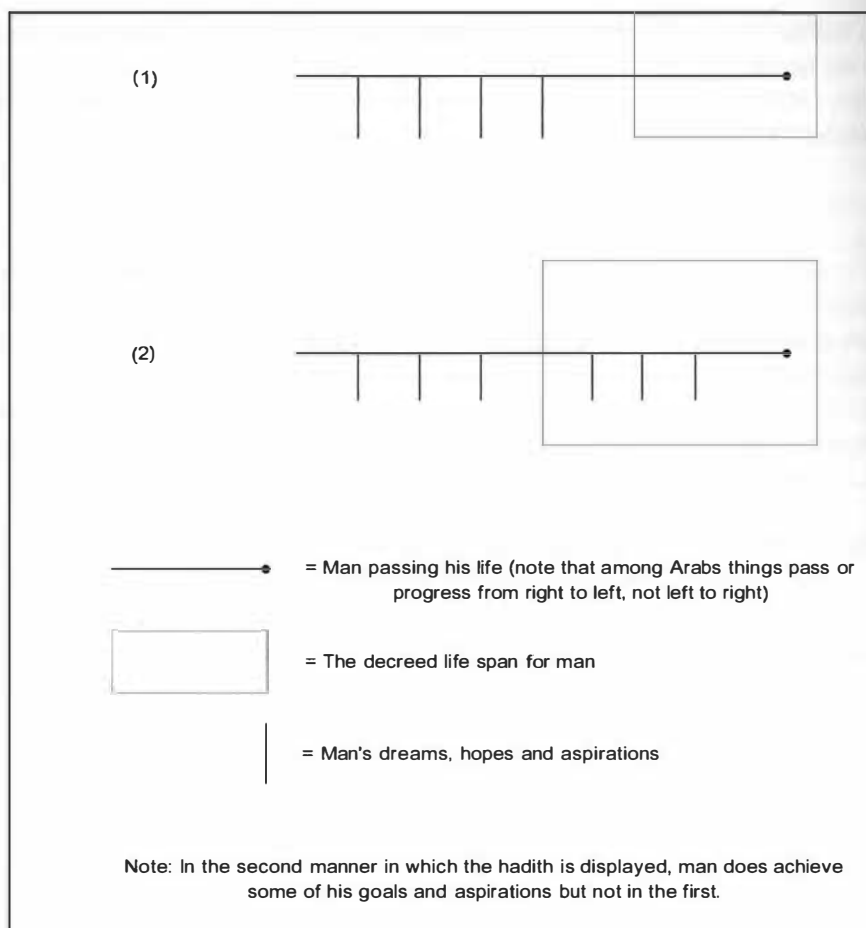 (1)
(2)
= Man passing his life (note that among Arabs things pass or
progress from right to left, not left to right)
= The decreed life span for man
= Man's dreams, hopes and aspirations
Note: In the second manner in which the hadith is displayed, man does achieve
some of his goals and aspirations but not in the first.